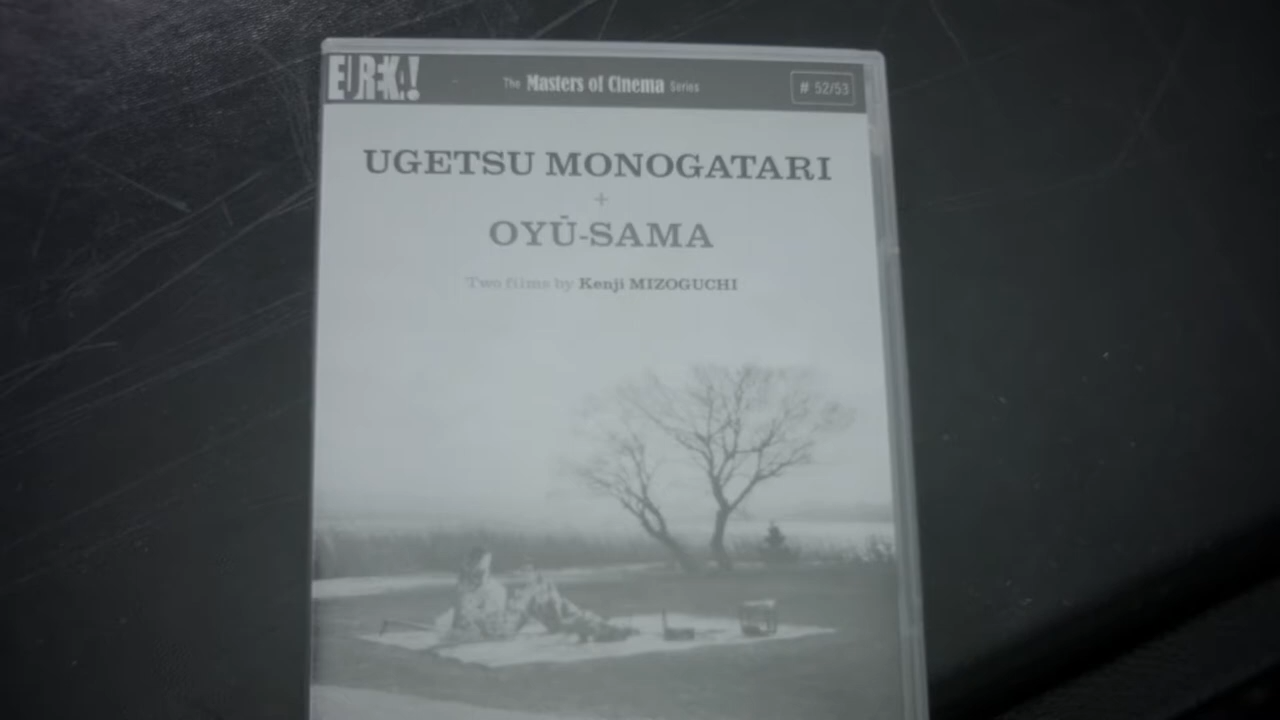 EUREKA!
The Masters of Cinema Series
# 52/53
UGETSU MONOGATARI
+
OYŪ-SAMA
Two films by Kenji MIZOGUCHI